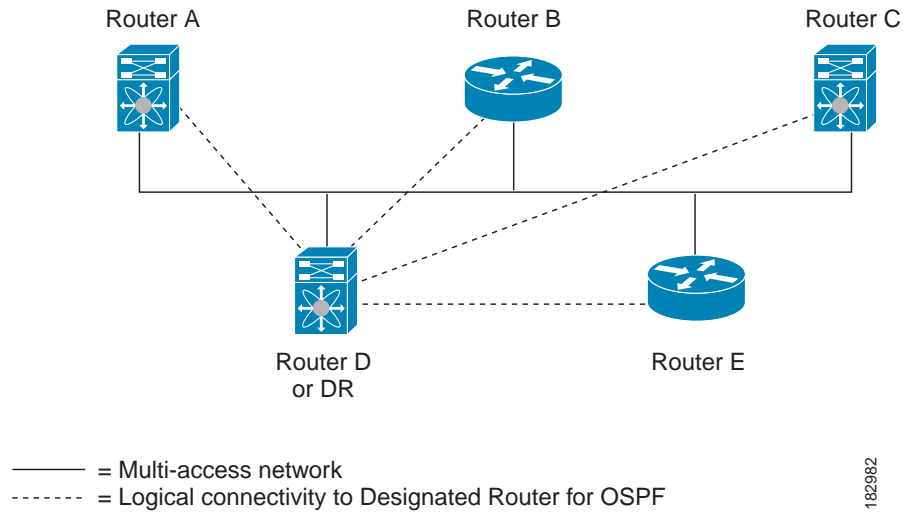 Router A
Router B
Router C
Router D
or DR
Router E
= Multi-access network
= Logical connectivity to Designated Router for OSPF
182982